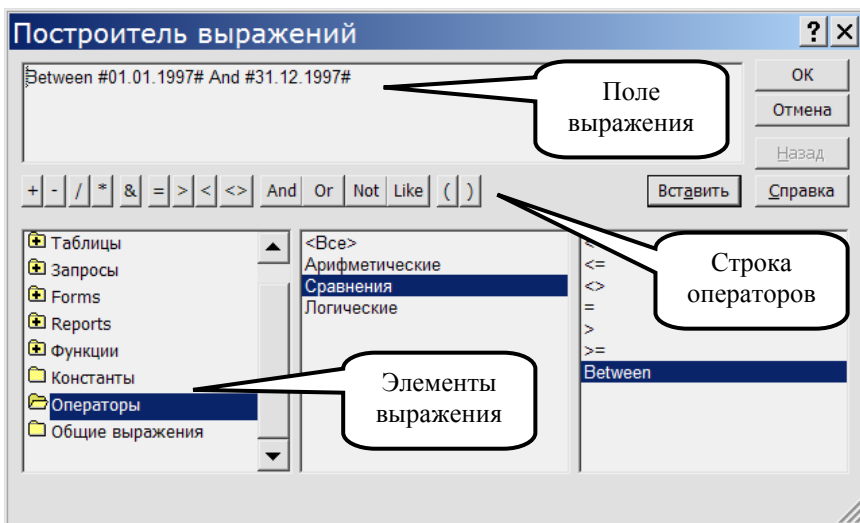 Построитель выражений
? ×
Between #01.01.1997# And #31.12.1997#
Поле
выражения
ОК
Отмена
Назад
+ - / * & = > < <> And Or Not Like ( ) Вставить Справка
Таблицы
Запросы
Forms
Reports
Функции
Константы
Операторы
Общие выражения
<Все>
Арифметические
Сравнения
Логические
<
<=
<>
=
>
>=
Between
Строка
операторов
Элементы
выражения